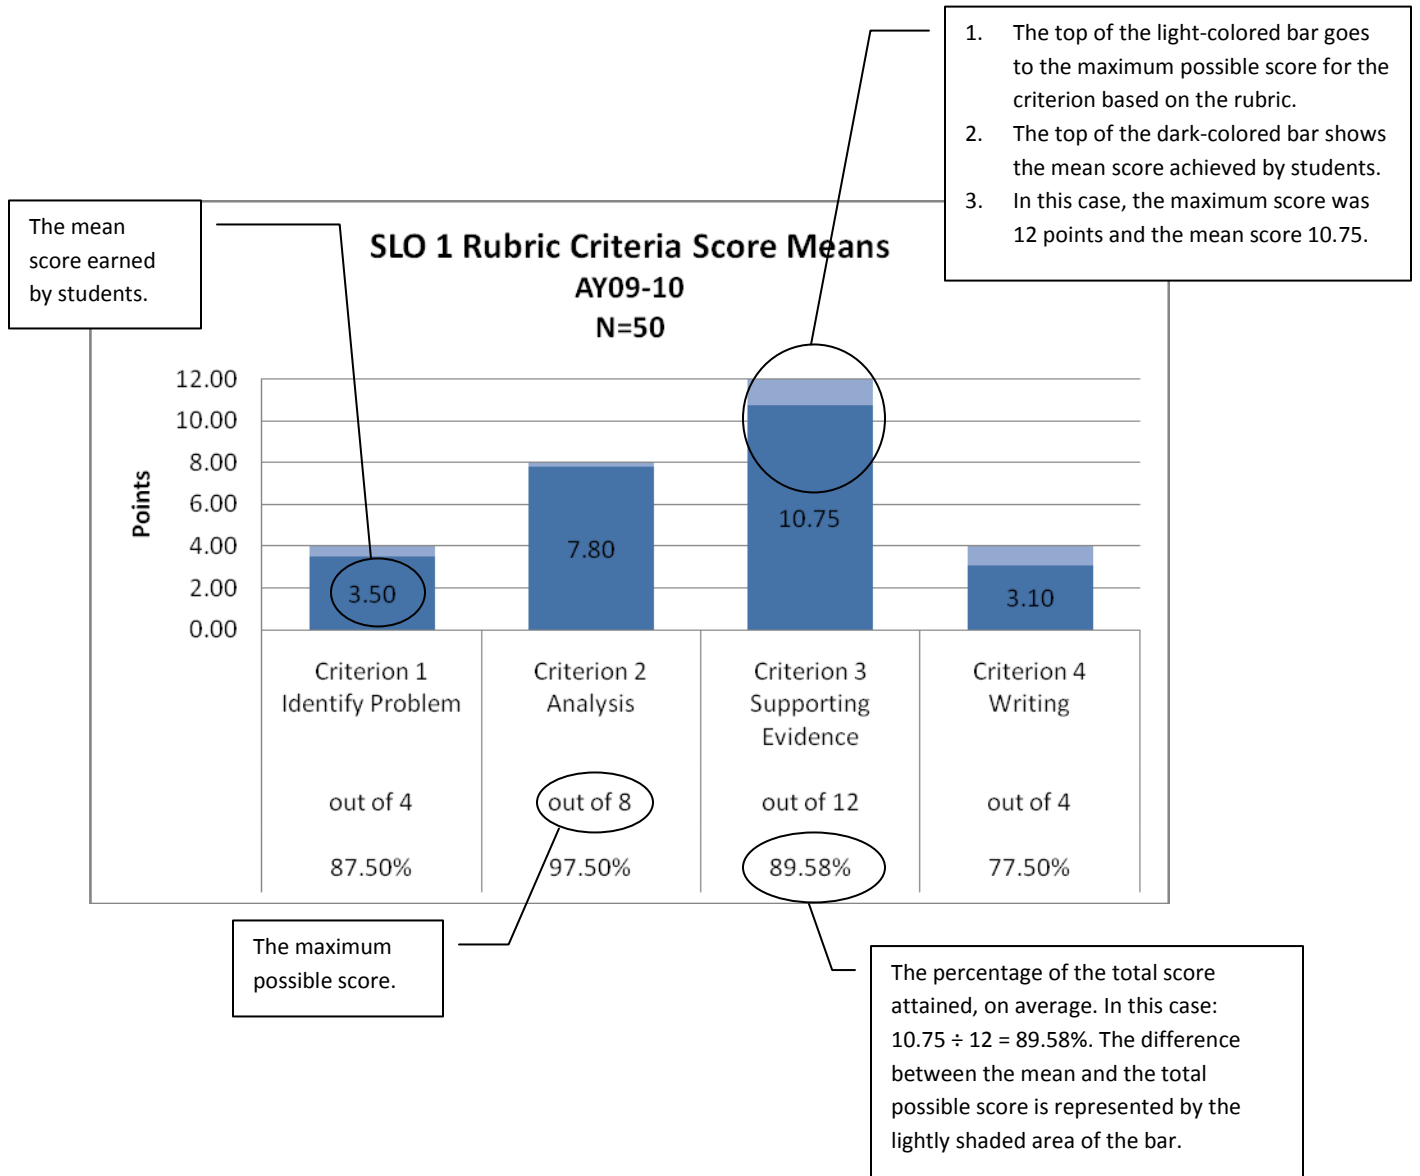 1. The top of the light-colored bar goes
to the maximum possible score for the
criterion based on the rubric.
2. The top of the dark-colored bar shows
the mean score achieved by students.
3. In this case, the maximum score was
12 points and the mean score 10.75.
The mean
score earned
by students.
SLO 1 Rubric Criteria Score Means
AY09-10
N=50
Points
12.00
10.00
8.00
6.00
4.00
2.00
0.00
3.50
7.80
10.75
3.10
Criterion 1
Identify Problem
out of 4
87.50%
Criterion 2
Analysis
out of 8
97.50%
Criterion 3
Supporting
Evidence
out of 12
89.58%
Criterion 4
Writing
out of 4
77.50%
The maximum
possible score.
The percentage of the total score
attained, on average. In this case:
10.75 ÷ 12 = 89.58%. The difference
between the mean and the total
possible score is represented by the
lightly shaded area of the bar.